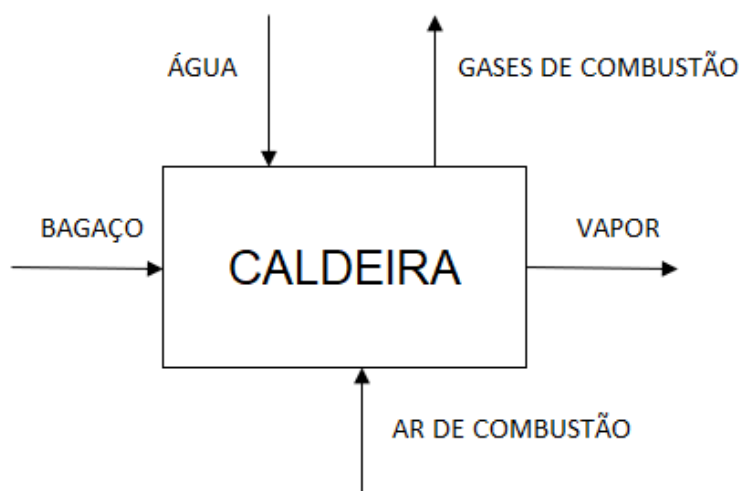 ÁGUA
GASES DE COMBUSTÃO
BAGAÇO
CALDEIRA
VAPOR
AR DE COMBUSTÃO